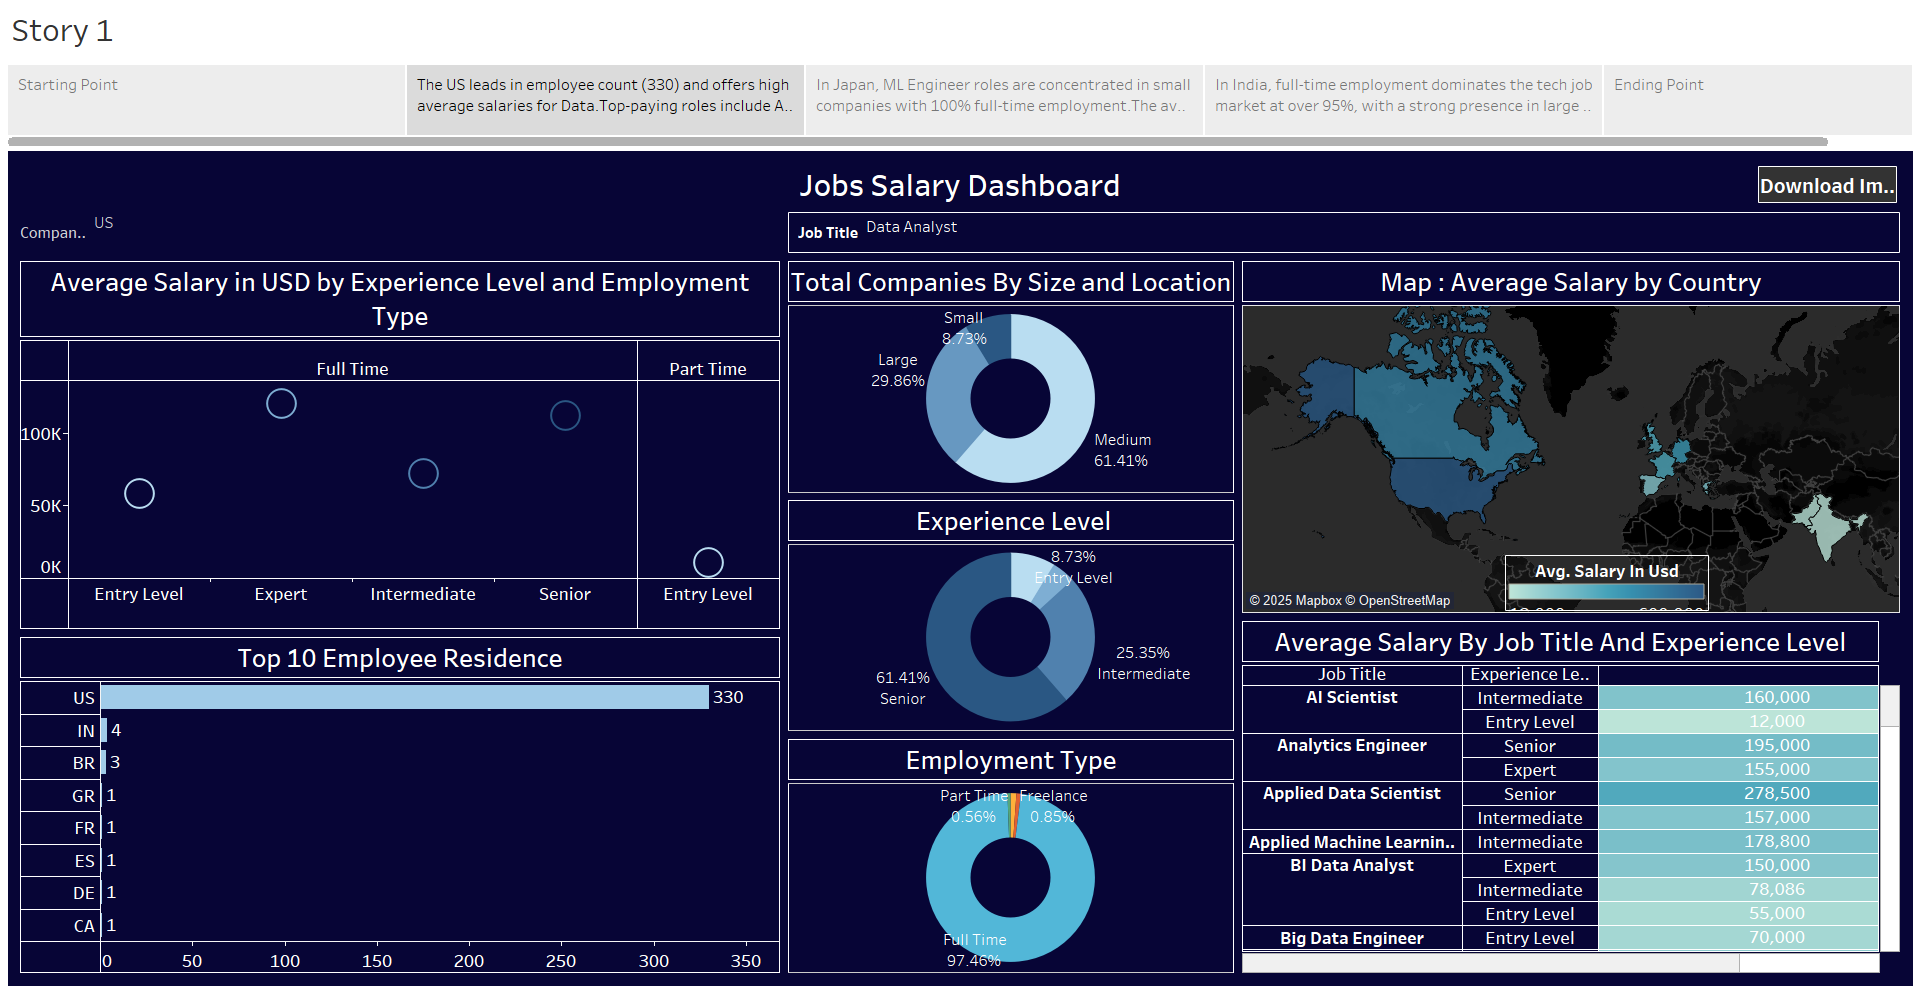 Story 1
Starting Point
The US leads in employee count (330) and offers high
average salaries for Data.Top-paying roles include A..
In Japan, ML Engineer roles are concentrated in small
companies with 100% full-time employment.The av..
In India, full-time employment dominates the tech job
market at over 95%, with a strong presence in large ..
Ending Point
Jobs Salary Dashboard
Download Im..
Compan..
US
Job Title
Data Analyst
Average Salary in USD by Experience Level and Employment
Type
Full Time
Part Time
100K
50K
0K
Entry Level
Expert
Intermediate
Senior
Entry Level
Top 10 Employee Residence
US
330
IN
4
BR
3
GR
1
FR
1
ES
1
DE
1
CA
1
0
50
100
150
200
250
300
350
Total Companies By Size and Location
Small
8.73%
Large
29.86%
Medium
61.41%
Experience Level
8.73%
Entry Level
25.35%
Intermediate
61.41%
Senior
Employment Type
Part Time
0.56%
Freelance
0.85%
Full Time
97.46%
Map : Average Salary by Country
Avg. Salary In Usd
© 2025 Mapbox © OpenStreetMap
Average Salary By Job Title And Experience Level
Job Title
Experience Le..
AI Scientist
Intermediate
160,000
Entry Level
12,000
Analytics Engineer
Senior
195,000
Expert
155,000
Applied Data Scientist
Senior
278,500
Intermediate
157,000
Applied Machine Learnin..
Intermediate
178,800
BI Data Analyst
Expert
150,000
Intermediate
78,086
Entry Level
55,000
Big Data Engineer
Entry Level
70,000